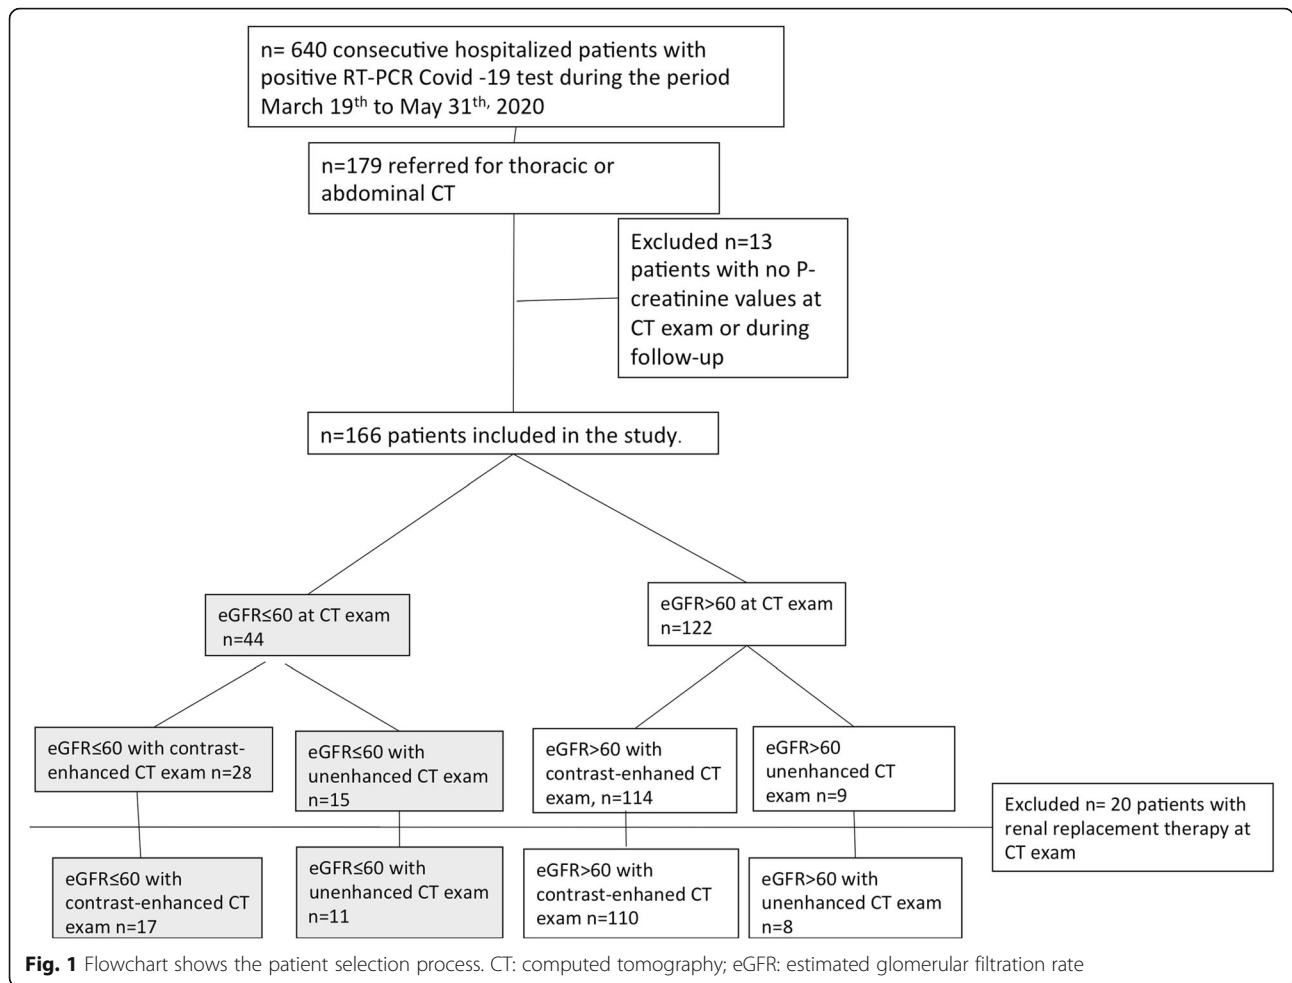 n= 640 consecutive hospitalized patients with
positive RT-PCR Covid -19 test during the period
March 19th to May 31th, 2020
n=179 referred for thoracic or
abdominal CT
Excluded n=13
patients with no P-
creatinine values at
CT exam or during
follow-up
n=166 patients included in the study.
eGFR≤60 at CT exam
n=44
eGFR>60 at CT exam
n=122
eGFR≤60 with contrast-
enhanced CT exam n=28
eGFR≤60 with
unenhanced CT exam
n=15
eGFR>60 with
contrast-enhaned CT
exam, n=114
eGFR>60
unenhanced CT
exam n=9
Excluded n= 20 patients with
renal replacement therapy at
CT exam
eGFR≤60 with
contrast-enhanced CT
exam n=17
eGFR≤60 with
unenhanced CT exam
n=11
eGFR>60 with
contrast-enhaned CT
exam n=110
eGFR>60 with
unenhanced CT exam
n=8
Fig. 1 Flowchart shows the patient selection process. CT: computed tomography; eGFR: estimated glomerular filtration rate